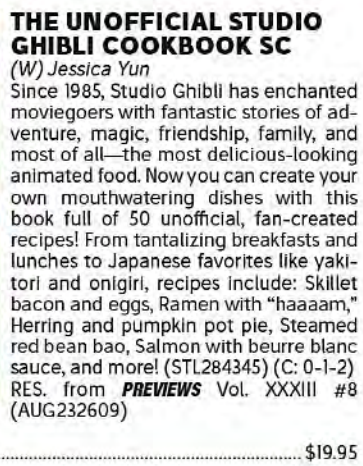 THE UNOFFICIAL STUDIO
GHIBLI COOKBOOK SC
(W) Jessica Yun
Since 1985, Studio Ghibli has enchanted
moviegoers with fantastic stories of ad-
venture, magic, friendship, family, and
most of all—the most delicious-looking
animated food. Now you can create your
own mouthwatering dishes with this
book full of 50 unofficial, fan-created
recipes! From tantalizing breakfasts and
lunches to Japanese favorites like yaki-
tori and onigiri, recipes include: Skillet
bacon and eggs, Ramen with “haaaam,”
Herring and pumpkin pot pie, Steamed
red bean bao, Salmon with beurre blanc
sauce, and more! (STL284345) (C: 0-1-2)
RES. from PREVIEWS Vol. XXXIII #8
(AUG232609)
............................................................ $19.95